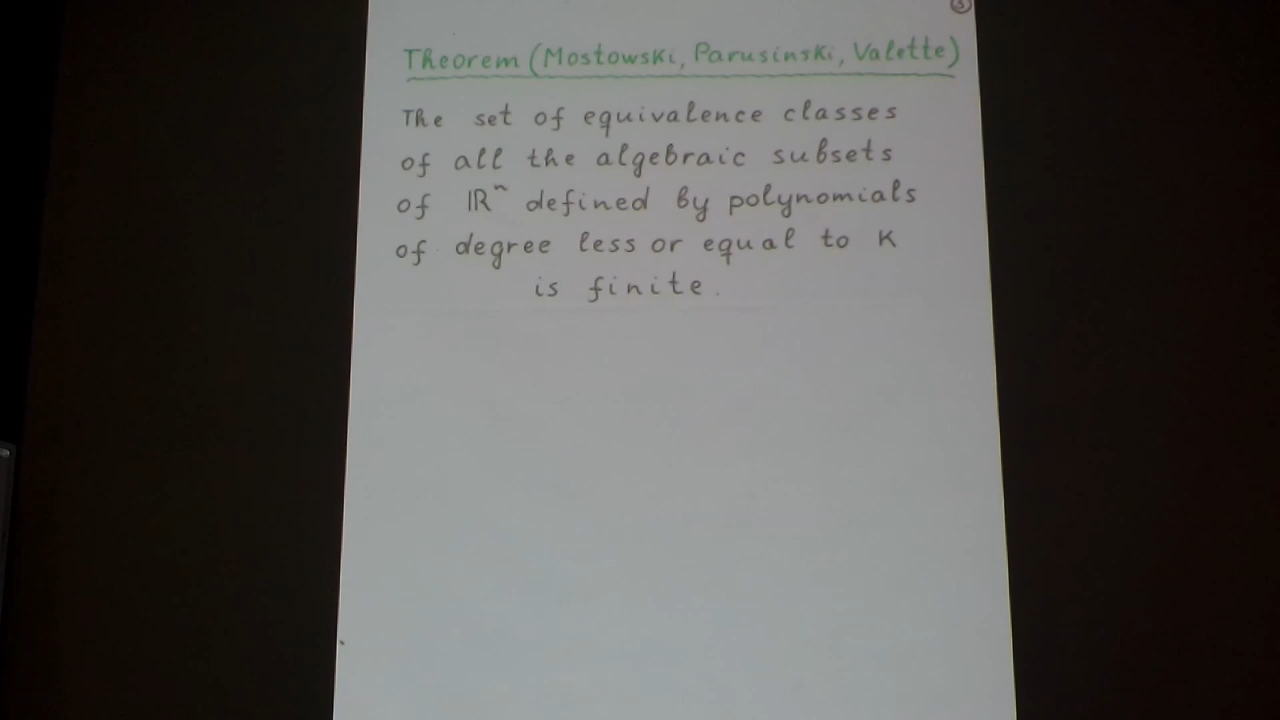 Theorem (Mostowski, Parusinski, Valette)
The set of equivalence classes
of all the algebraic subsets
of ℝⁿ defined by polynomials
of degree less or equal to K
is finite.